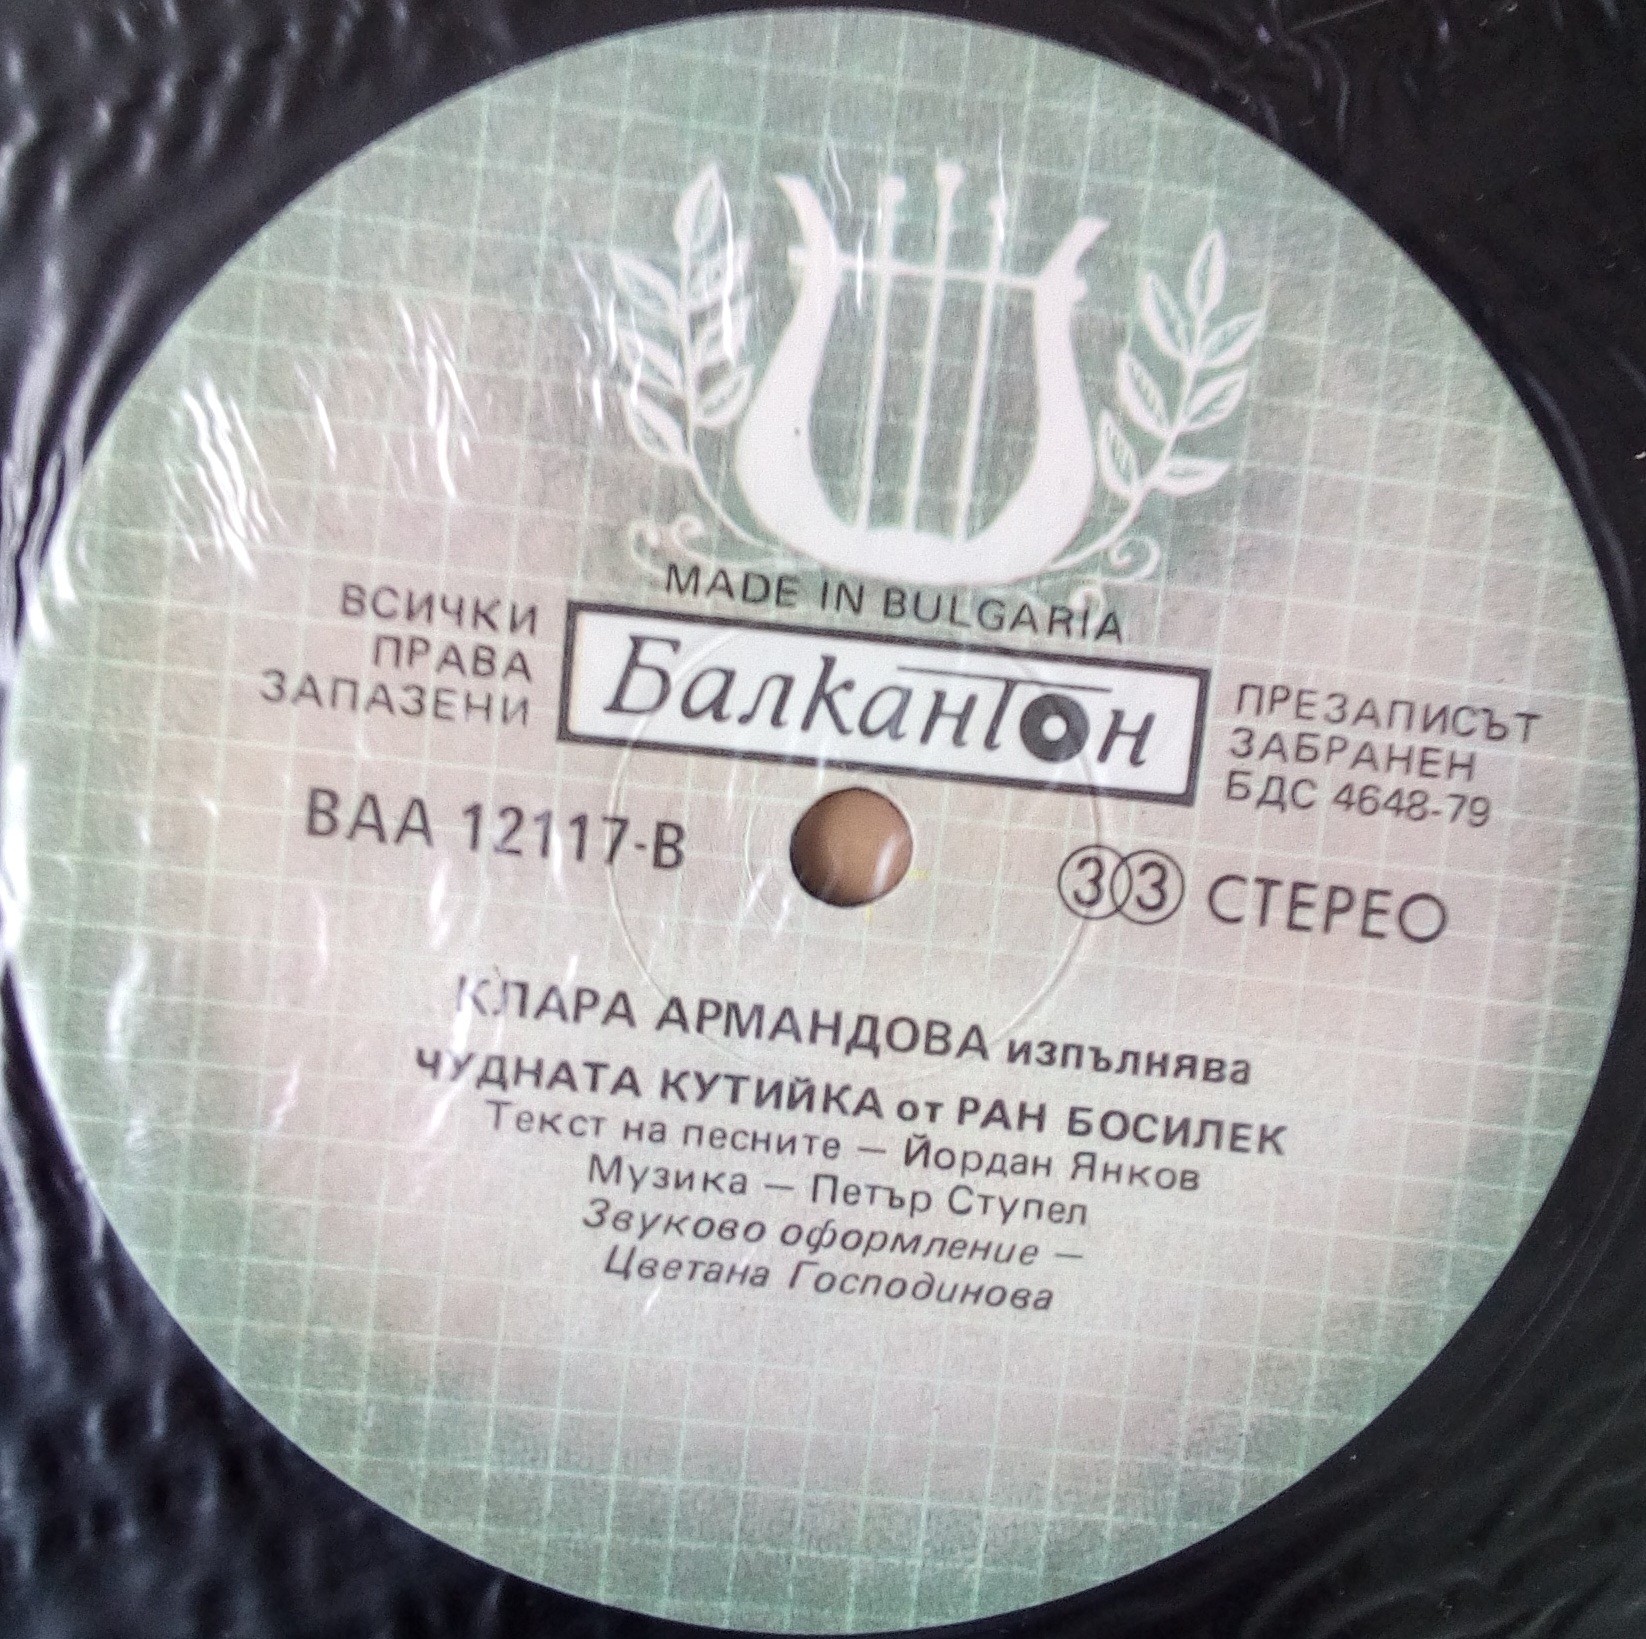 MADE IN BULGARIA
ВСИЧКИ
ПРАВА
ЗАПАЗЕНИ
Балкантон
ПРЕЗАПИСЪТ
ЗАБРАНЕН
БДС 4648-79
ВАА 12117-В
33 СТЕРЕО
КЛАРА АРМАНДОВА изпълнява
ЧУДНАТА КУТИЙКА от РАН БОСИЛЕК
Текст на песните — Йордан Янков
Музика — Петър Ступел
Звуково оформление —
Цветана Господинова